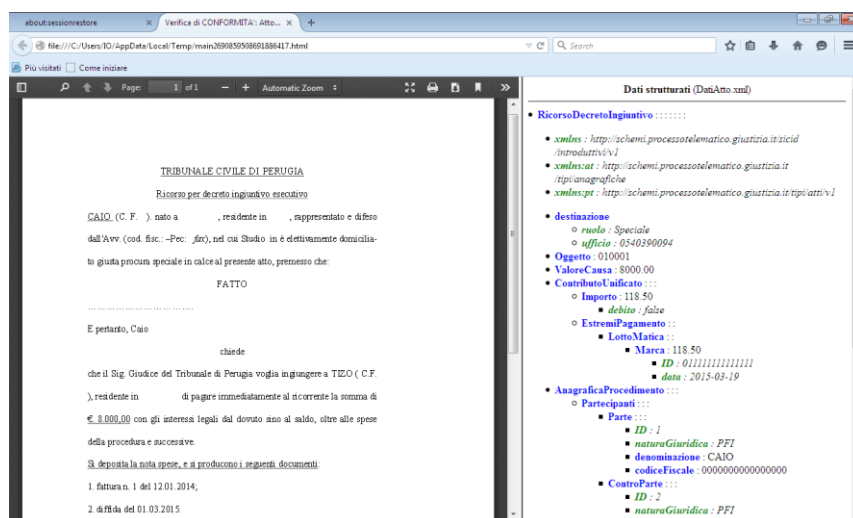 about:sessionrestore
Verifica di CONFORMITA': Atto...
file:///C:/Users/IO/AppData/Local/Temp/main2690859508691886417.html
Search
Più visitati Come iniziare
Page: 1 of 1 Automatic Zoom
TRIBUNALE CIVILE DI PERUGIA
Ricorso per decreto ingiuntivo esecutivo
CAIO (C. F. ). nato a , residente in , rappresentato e difeso
dall'Avv. (cod. fisc.: –Pec: fax), nel cui Studio in è elettivamente domicilia-
to giusta procura speciale in calce al presente atto, premesso che:
FATTO
…………………………….
E pertanto, Caio
chiede
che il Sig. Giudice del Tribunale di Perugia voglia ingiungere a TIZO ( C.F.
), residente in di pagare immediatamente al ricorrente la somma di
€. 8.000,00 con gli interessi legali dal dovuto sino al saldo, oltre alle spese
della procedura e successive.
Si deposita la nota spese, e si producono i seguenti documenti:
1. fattura n. 1 del 12.01.2014;
2. diffida del 01.03.2015.
Dati strutturati (DatiAtto.xml)
RicorsoDecretoIngiuntivo : : : : : : :
xmlns : http://schemi.processotelematico.giustizia.it/sicid
/introduttivi/v1
xmlns:at : http://schemi.processotelematico.giustizia.it
/tipi/anagrafiche
xmlns:pt : http://schemi.processotelematico.giustizia.it/tipi/atti/v1
destinazione
ruolo : Speciale
ufficio : 0540390094
Oggetto : 010001
ValoreCausa : 8000.00
ContributoUnificato : : :
Importo : 118.50
debito : false
EstremiPagamento : :
LottoMatica : :
Marca : 118.50
ID : 01111111111111
data : 2015-03-19
AnagraficaProcedimento : : :
Partecipanti : : :
Parte : : :
ID : 1
naturaGiuridica : PFI
denominazione : CAIO
codiceFiscale : 0000000000000000
ControParte : : :
ID : 2
naturaGiuridica : PFI